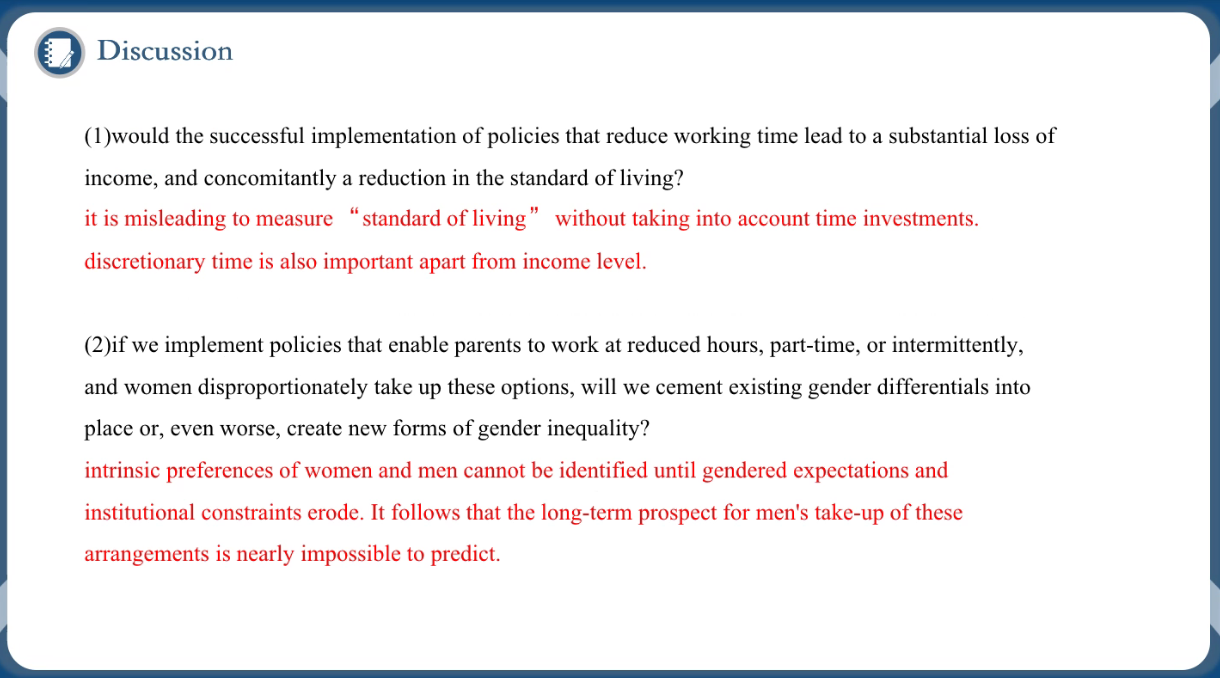 Discussion
(1)would the successful implementation of policies that reduce working time lead to a substantial loss of
income, and concomitantly a reduction in the standard of living?
it is misleading to measure “standard of living” without taking into account time investments.
discretionary time is also important apart from income level.
(2)if we implement policies that enable parents to work at reduced hours, part-time, or intermittently,
and women disproportionately take up these options, will we cement existing gender differentials into
place or, even worse, create new forms of gender inequality?
intrinsic preferences of women and men cannot be identified until gendered expectations and
institutional constraints erode. It follows that the long-term prospect for men's take-up of these
arrangements is nearly impossible to predict.